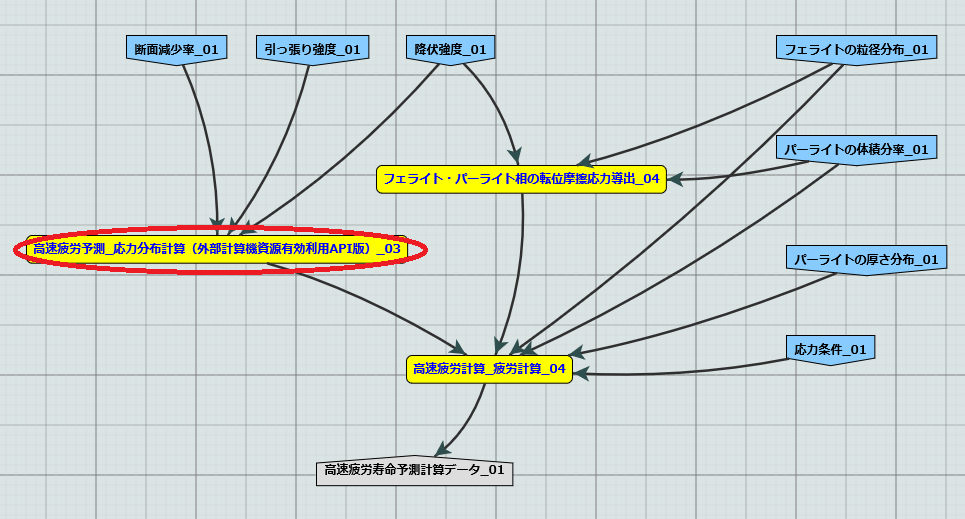 断面減少率_01
引っ張り強度_01
降伏強度_01
フェライトの粒径分布_01
パーライトの体積分率_01
フェライト・パーライト相の転位摩擦応力導出_04
高速疲労予測_応力分布計算（外部計算機資源有効利用API版）_03
パーライトの厚さ分布_01
応力条件_01
高速疲労計算_疲労計算_04
高速疲労寿命予測計算データ_01